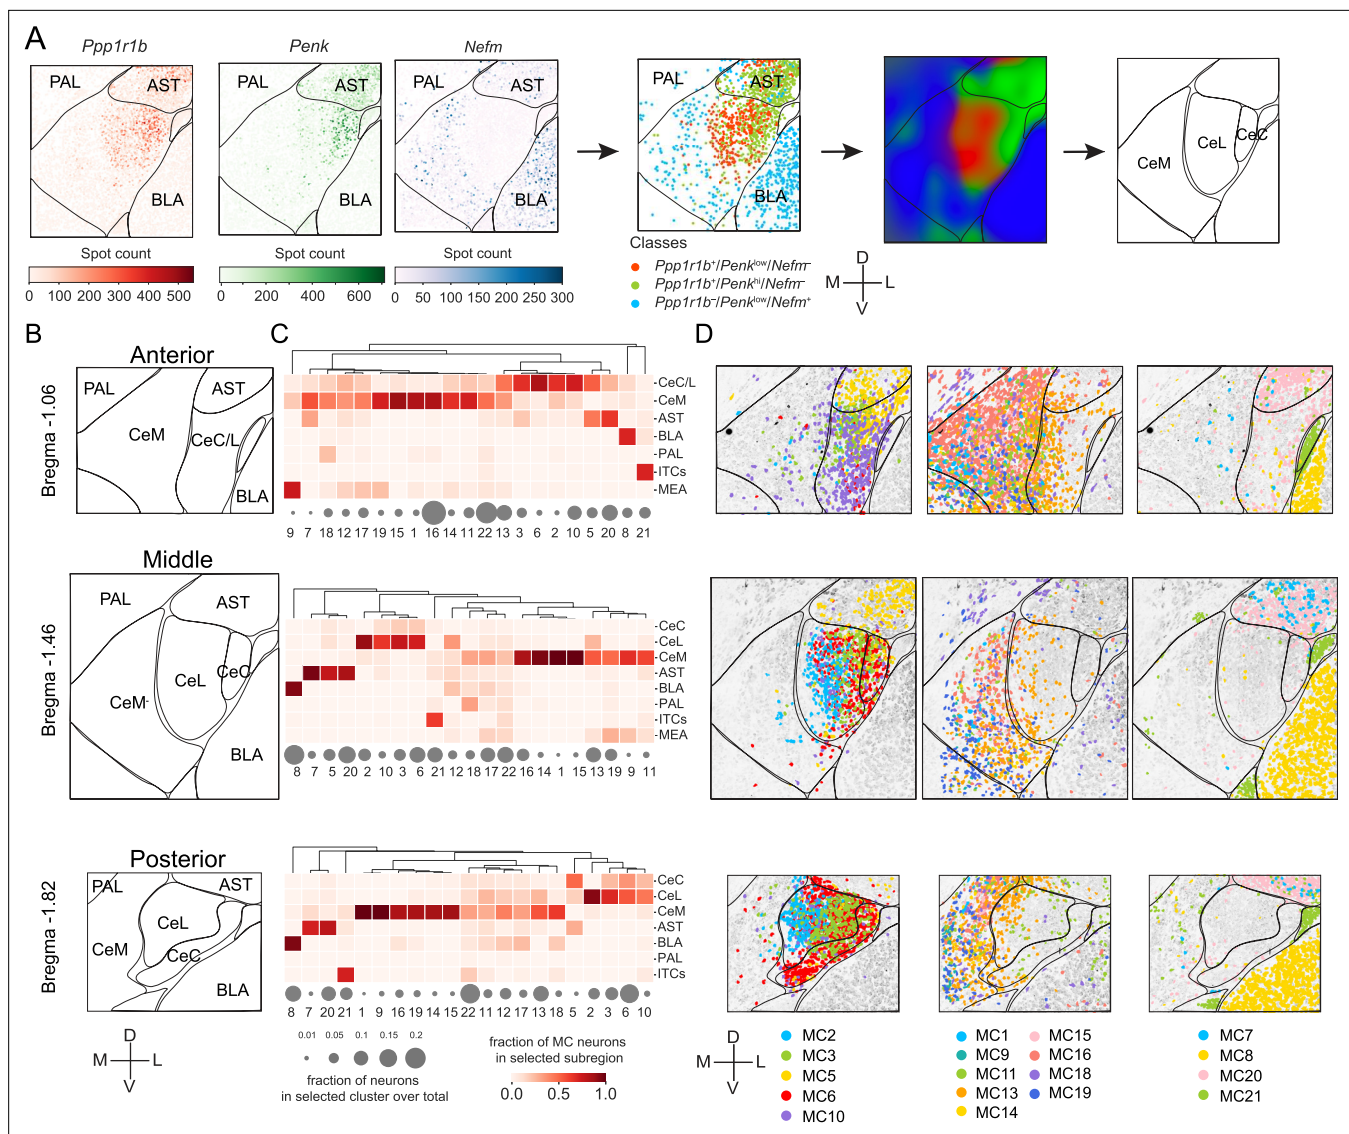 A
Ppp1r1b
Penk
Nefm
PAL
AST
BLA
PAL
AST
BLA
PAL
AST
BLA
PAL
AST
BLA
CeM
CeL
CeC
Spot count
0 100 200 300 400 500
Spot count
0 200 400 600
Spot count
0 50 100 150 200 250 300
Classes
Ppp1r1b⁺/Penkˡᵒʷ/Nefm⁻
Ppp1r1b⁺/Penkʰⁱ/Nefm⁻
Ppp1r1b⁻/Penkˡᵒʷ/Nefm⁺
D
M L
V
B
C
D
Anterior
Bregma -1.06
PAL
AST
CeM
CeC/L
BLA
CeC/L
CeM
AST
BLA
PAL
ITCs
MEA
9 7 18 12 17 19 15 1 16 14 11 22 13 3 6 2 10 5 20 8 21
Middle
Bregma -1.46
PAL
AST
CeM
CeL
CeC
BLA
CeC
CeL
CeM
AST
BLA
PAL
ITCs
MEA
8 7 5 20 2 10 3 6 21 12 18 17 22 16 14 1 15 13 19 9 11
Posterior
Bregma -1.82
PAL
AST
CeL
CeM
CeC
BLA
CeC
CeL
CeM
AST
BLA
PAL
ITCs
8 7 20 21 1 9 16 19 14 15 22 11 12 17 13 18 5 2 3 6 10
D
M L
V
0.01 0.05 0.1 0.15 0.2
fraction of neurons
in selected cluster over total
fraction of MC neurons
in selected subregion
0.0 0.5 1.0
D
M L
V
MC2
MC3
MC5
MC6
MC10
MC1
MC9
MC11
MC13
MC14
MC15
MC16
MC18
MC19
MC7
MC8
MC20
MC21